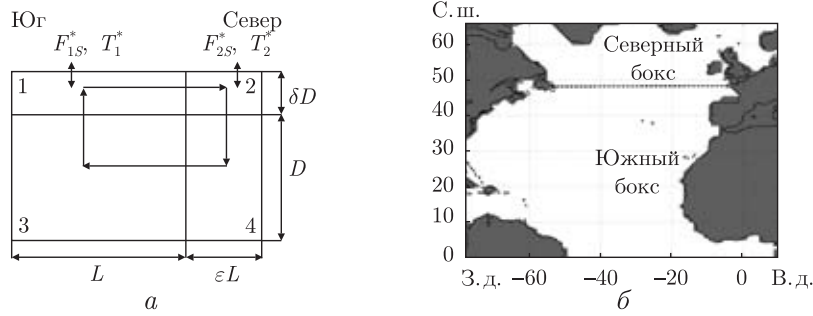 Юг Север
F*1S, T*1 F*2S, T*2
1 2
δD
D
3 4
L εL
а
С. ш.
60
50
40
30
20
10
0
Северный
бокс
Южный
бокс
З. д. –60 –40 –20 0 В. д.
б